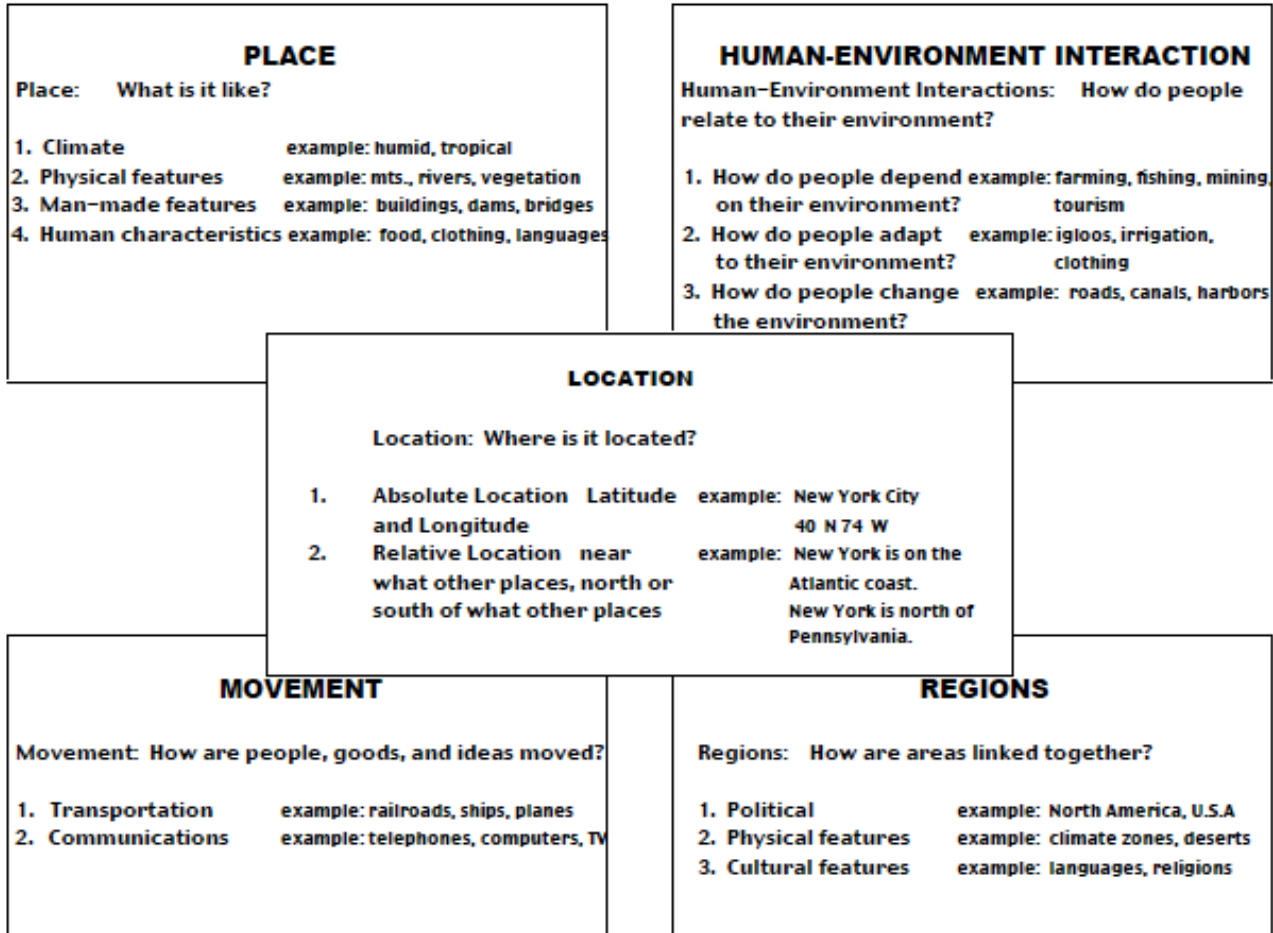 PLACE
Place: What is it like?
1. Climate example: humid, tropical
2. Physical features example: mts., rivers, vegetation
3. Man-made features example: buildings, dams, bridges
4. Human characteristics example: food, clothing, languages
HUMAN-ENVIRONMENT INTERACTION
Human-Environment Interactions: How do people
relate to their environment?
1. How do people depend example: farming, fishing, mining,
on their environment? tourism
2. How do people adapt example: igloos, irrigation,
to their environment? clothing
3. How do people change example: roads, canals, harbors
the environment?
LOCATION
Location: Where is it located?
1. Absolute Location Latitude example: New York City
and Longitude 40 N 74 W
2. Relative Location near example: New York is on the
what other places, north or Atlantic coast.
south of what other places New York is north of
Pennsylvania.
MOVEMENT
Movement: How are people, goods, and ideas moved?
1. Transportation example: railroads, ships, planes
2. Communications example: telephones, computers, TV
REGIONS
Regions: How are areas linked together?
1. Political example: North America, U.S.A
2. Physical features example: climate zones, deserts
3. Cultural features example: languages, religions